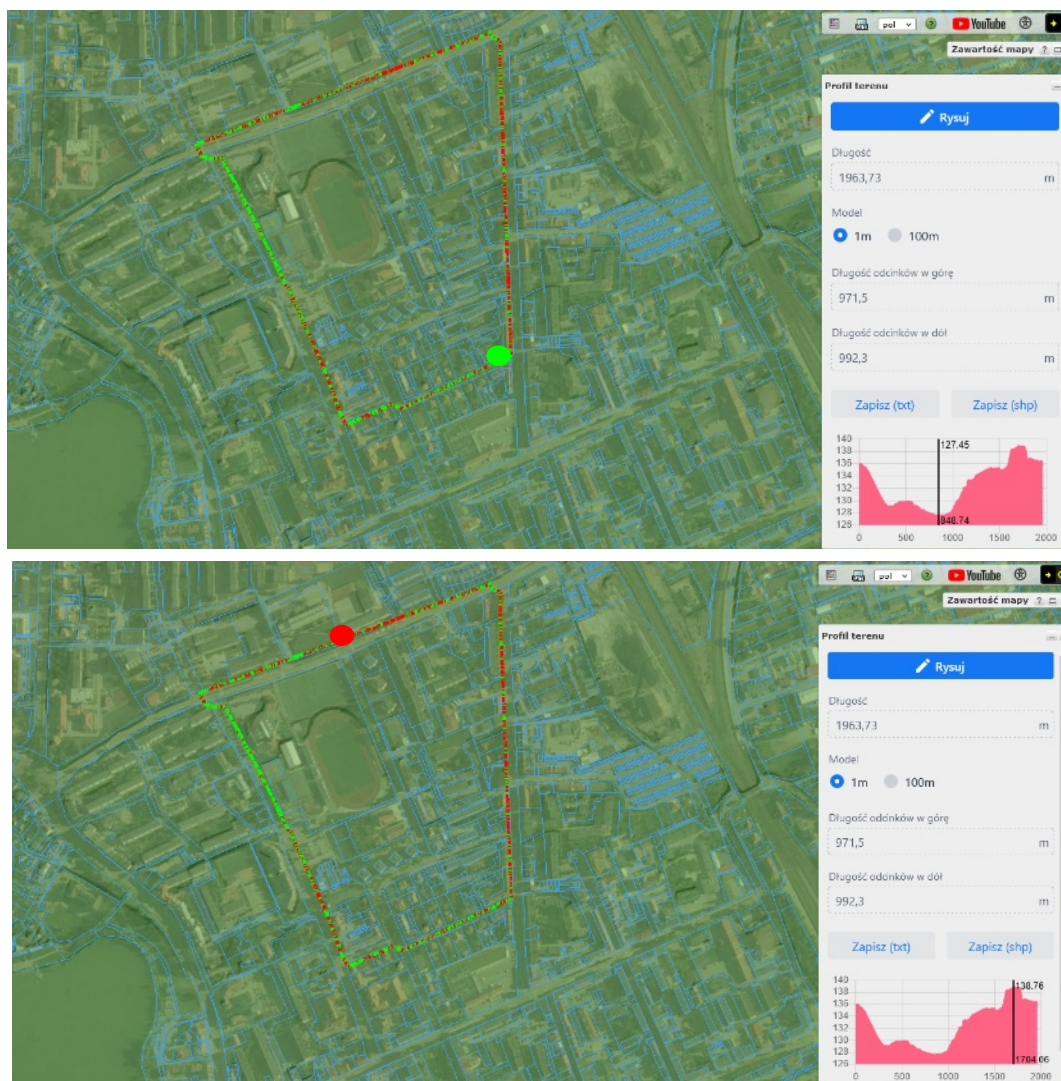 pol
?
YouTube
Zawartość mapy ?
Profil terenu
Rysuj
Długość
1963,73 m
Model
1m 100m
Długość odcinków w górę
971,5 m
Długość odcinków w dół
992,3 m
Zapisz (txt) Zapisz (shp)
140
138
136
134
132
130
128
126
127.45
848.74
0 500 1000 1500 2000
pol
?
YouTube
Zawartość mapy ?
Profil terenu
Rysuj
Długość
1963,73 m
Model
1m 100m
Długość odcinków w górę
971,5 m
Długość odcinków w dół
992,3 m
Zapisz (txt) Zapisz (shp)
140
138
136
134
132
130
128
126
138.76
1704.06
0 500 1000 1500 2000